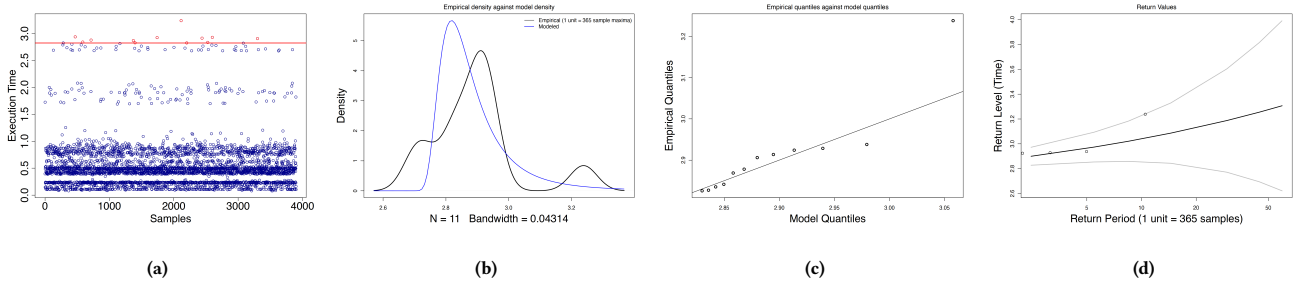 Execution Time
3.0
2.5
2.0
1.5
1.0
0.5
0.0
0
1000
2000
3000
4000
Samples
(a)
Empirical density against model density
Empirical (1 unit = 365 sample maxima)
Modeled
Density
5
4
3
2
1
0
2.6
2.8
3.0
3.2
N = 11 Bandwidth = 0.04314
(b)
Empirical quantiles against model quantiles
Empirical Quantiles
3.2
3.1
3.0
2.9
2.85
2.90
2.95
3.00
3.05
Model Quantiles
(c)
Return Values
Return Level (Time)
4.0
3.8
3.6
3.4
3.2
3.0
2.8
2.6
5
10
20
50
Return Period (1 unit = 365 samples)
(d)